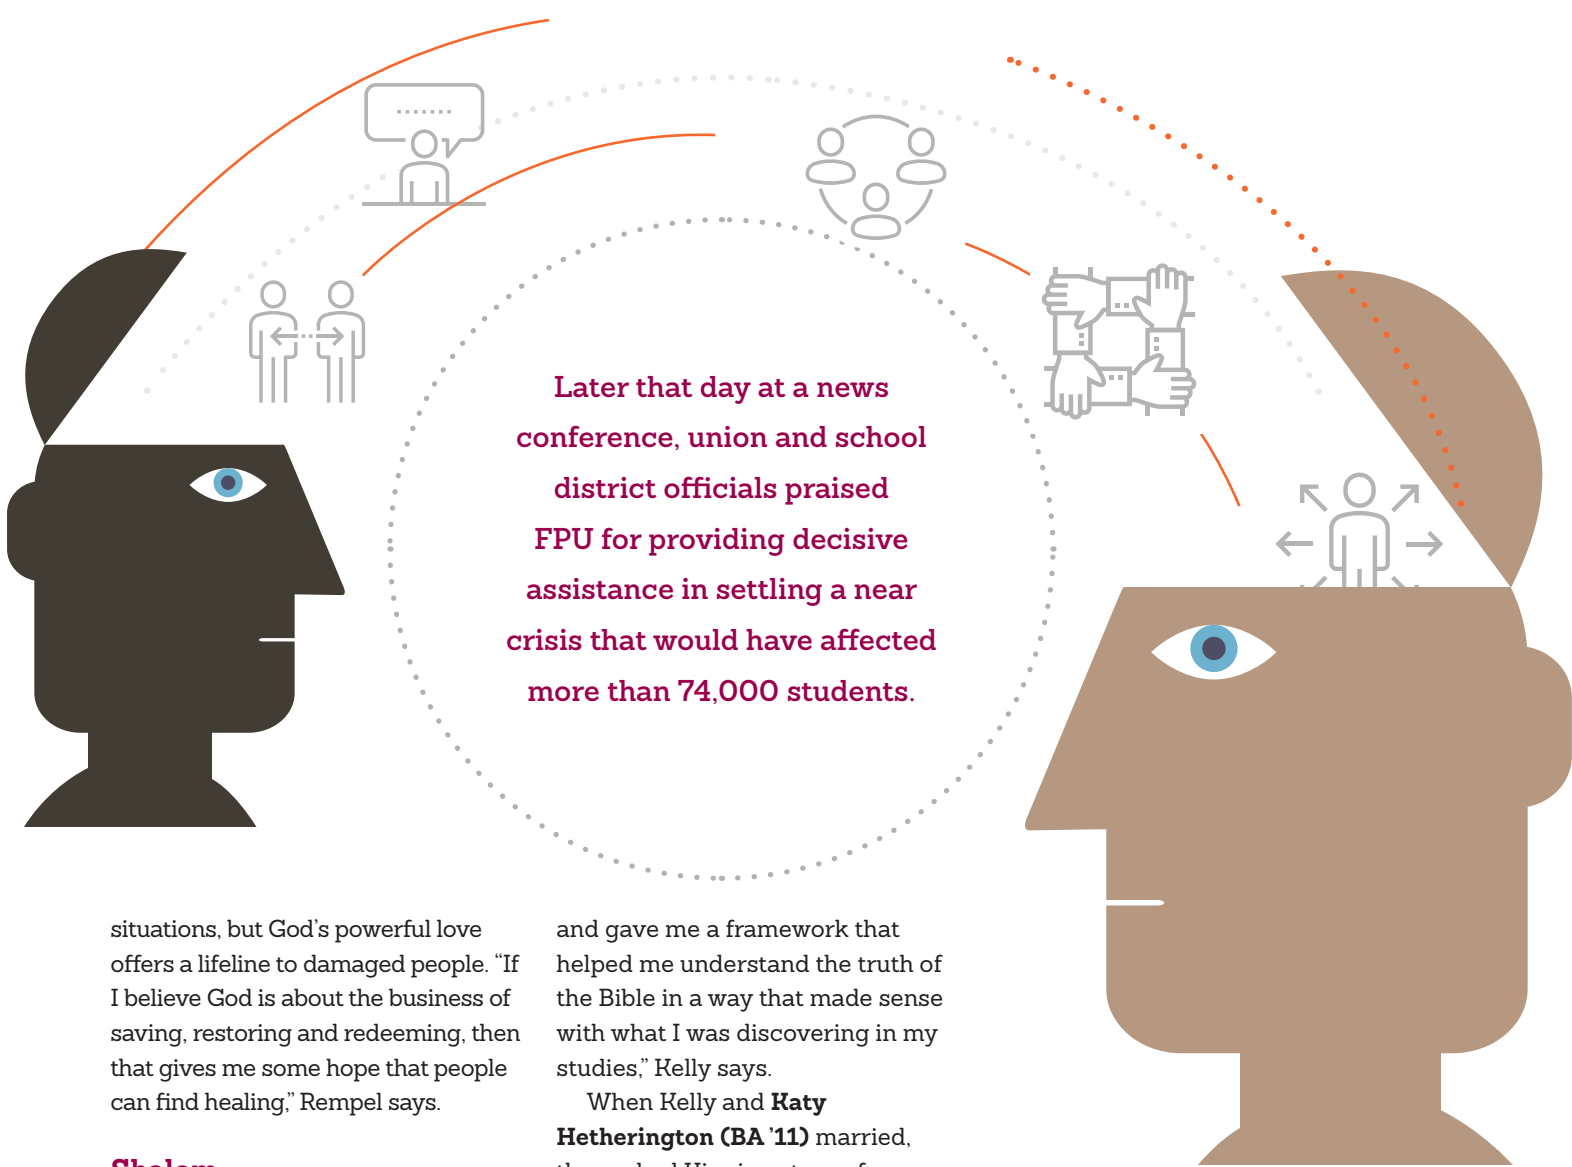 Later that day at a news
conference, union and school
district officials praised
FPU for providing decisive
assistance in settling a near
crisis that would have affected
more than 74,000 students.
situations, but God’s powerful love
offers a lifeline to damaged people. “If
I believe God is about the business of
saving, restoring and redeeming, then
that gives me some hope that people
can find healing,” Rempel says.
Shalom
and gave me a framework that
helped me understand the truth of
the Bible in a way that made sense
with what I was discovering in my
studies,” Kelly says.
When Kelly and Katy
Hetherington (BA ’11) married,